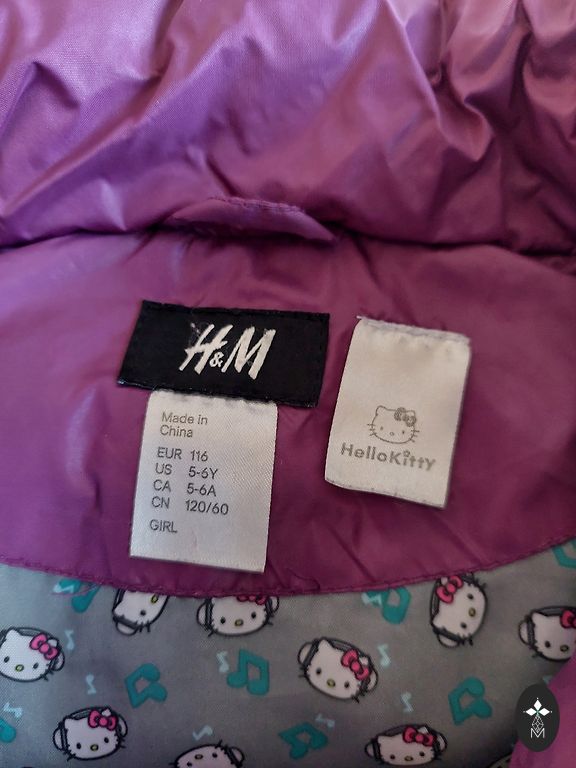 H&M
Made in
China
EUR 116
US 5-6Y
CA 5-6A
CN 120/60
GIRL
HelloKitty
M